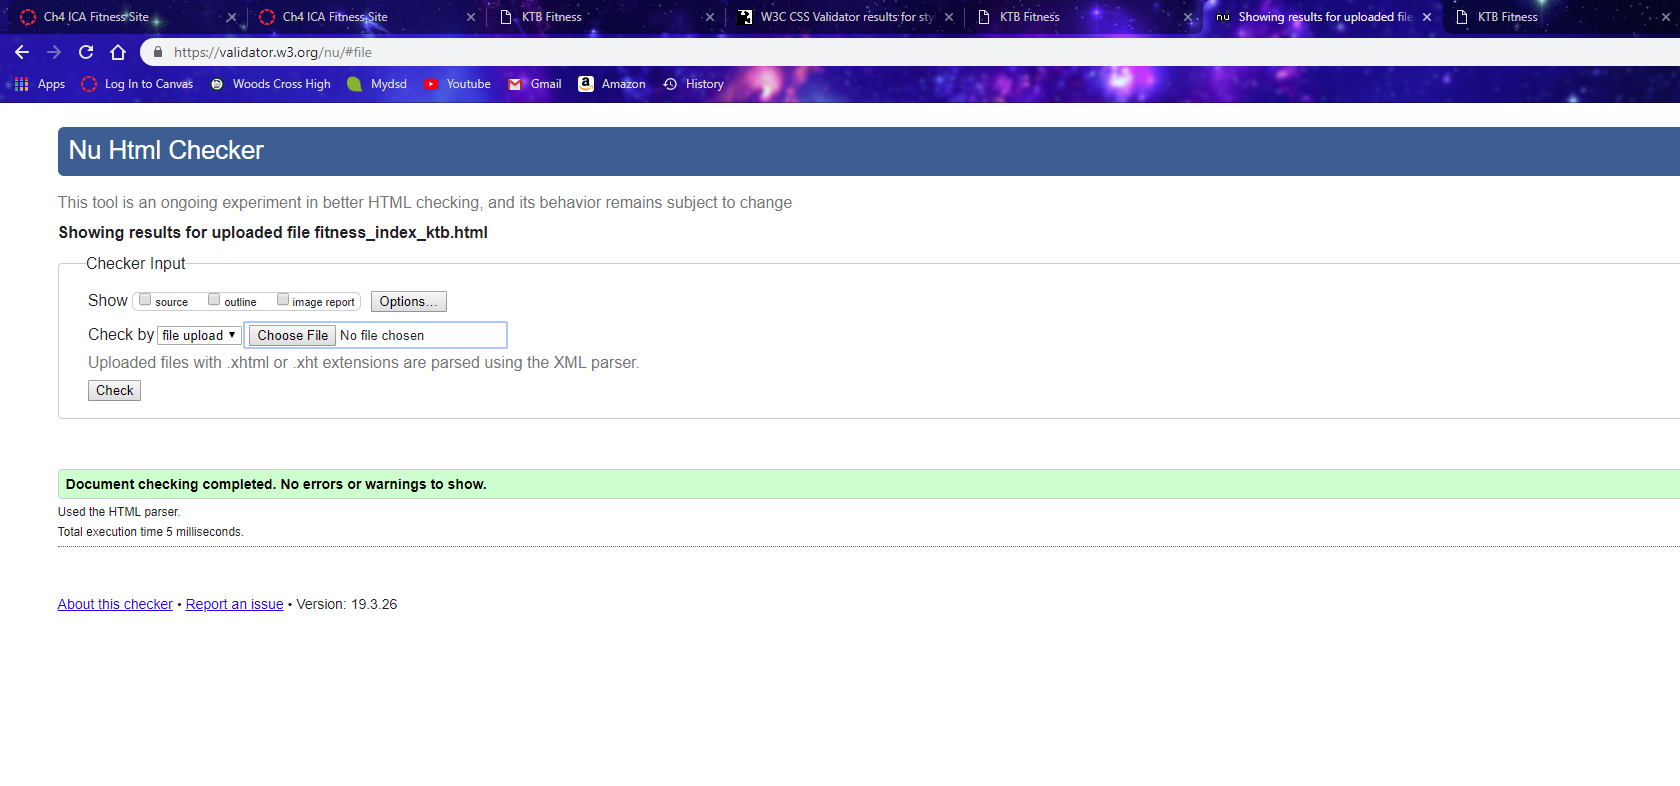 Ch4 ICA Fitness Site
Ch4 ICA Fitness Site
KTB Fitness
W3C CSS Validator results for sty
KTB Fitness
nu Showing results for uploaded file
KTB Fitness
https://validator.w3.org/nu/#file
Apps Log In to Canvas Woods Cross High Mydsd Youtube Gmail a Amazon History
Nu Html Checker
This tool is an ongoing experiment in better HTML checking, and its behavior remains subject to change
Showing results for uploaded file fitness_index_ktb.html
Checker Input
Show source outline image report Options...
Check by file upload Choose File No file chosen
Uploaded files with .xhtml or .xht extensions are parsed using the XML parser.
Check
Document checking completed. No errors or warnings to show.
Used the HTML parser.
Total execution time 5 milliseconds.
About this checker • Report an issue • Version: 19.3.26